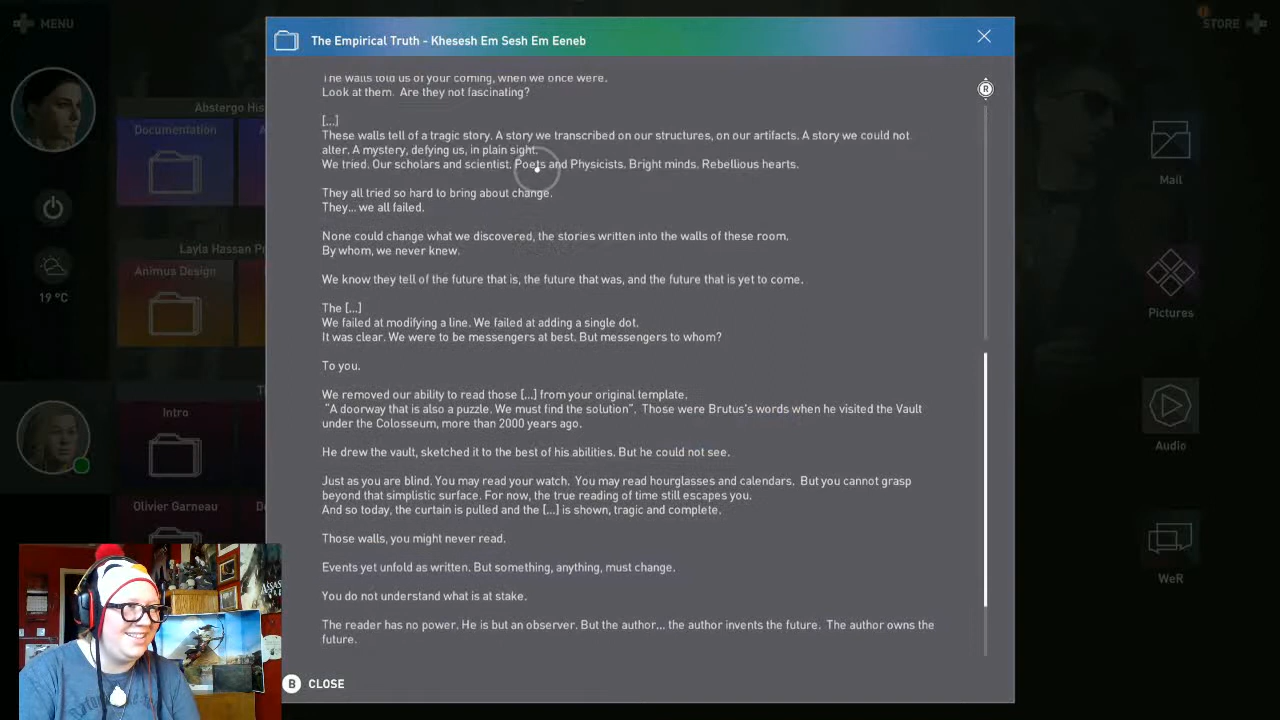 MENU
STORE
The Empirical Truth - Khesesh Em Sesh Em Eeneb
The walls told us of your coming, when we once were.
Look at them. Are they not fascinating?
[...]
These walls tell of a tragic story. A story we transcribed on our structures, on our artifacts. A story we could not
alter. A mystery, defying us, in plain sight.
We tried. Our scholars and scientist. Poets and Physicists. Bright minds. Rebellious hearts.
They all tried so hard to bring about change.
They... we all failed.
None could change what we discovered, the stories written into the walls of these room.
By whom, we never knew.
We know they tell of the future that is, the future that was, and the future that is yet to come.
The [...]
We failed at modifying a line. We failed at adding a single dot.
It was clear. We were to be messengers at best. But messengers to whom?
To you.
We removed our ability to read those [...] from your original template.
"A doorway that is also a puzzle. We must find the solution". Those were Brutus's words when he visited the Vault
under the Colosseum, more than 2000 years ago.
He drew the vault, sketched it to the best of his abilities. But he could not see.
Just as you are blind. You may read your watch. You may read hourglasses and calendars. But you cannot grasp
beyond that simplistic surface. For now, the true reading of time still escapes you.
And so today, the curtain is pulled and the [...] is shown, tragic and complete.
Those walls, you might never read.
Events yet unfold as written. But something, anything, must change.
You do not understand what is at stake.
The reader has no power. He is but an observer. But the author... the author invents the future. The author owns the
future.
R
B CLOSE
Abstergo His
Documentation
19 °C
Layla Hassan P
Animus Design
Intro
Olivier Garneau
Mail
Pictures
Audio
WeR